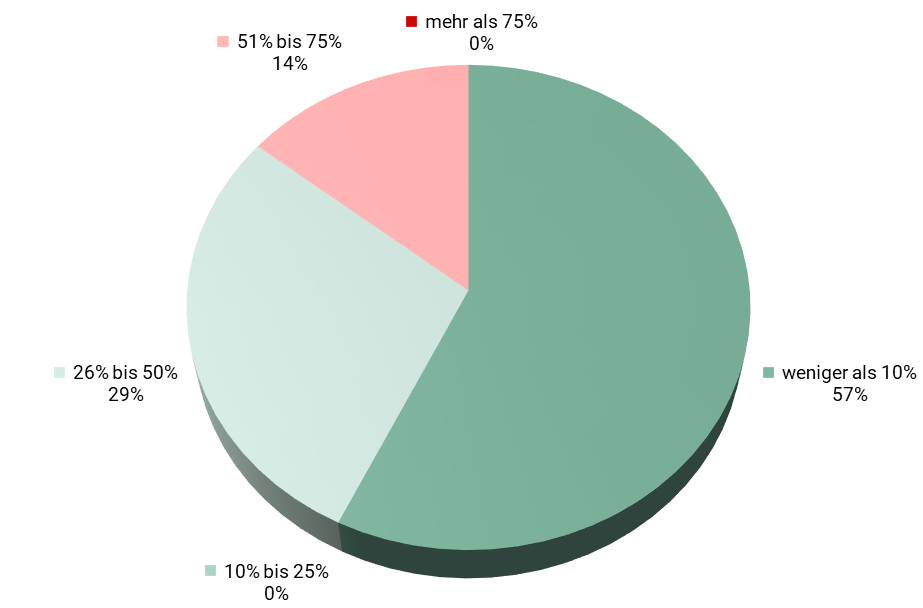 mehr als 75%
0%
51% bis 75%
14%
26% bis 50%
29%
weniger als 10%
57%
10% bis 25%
0%